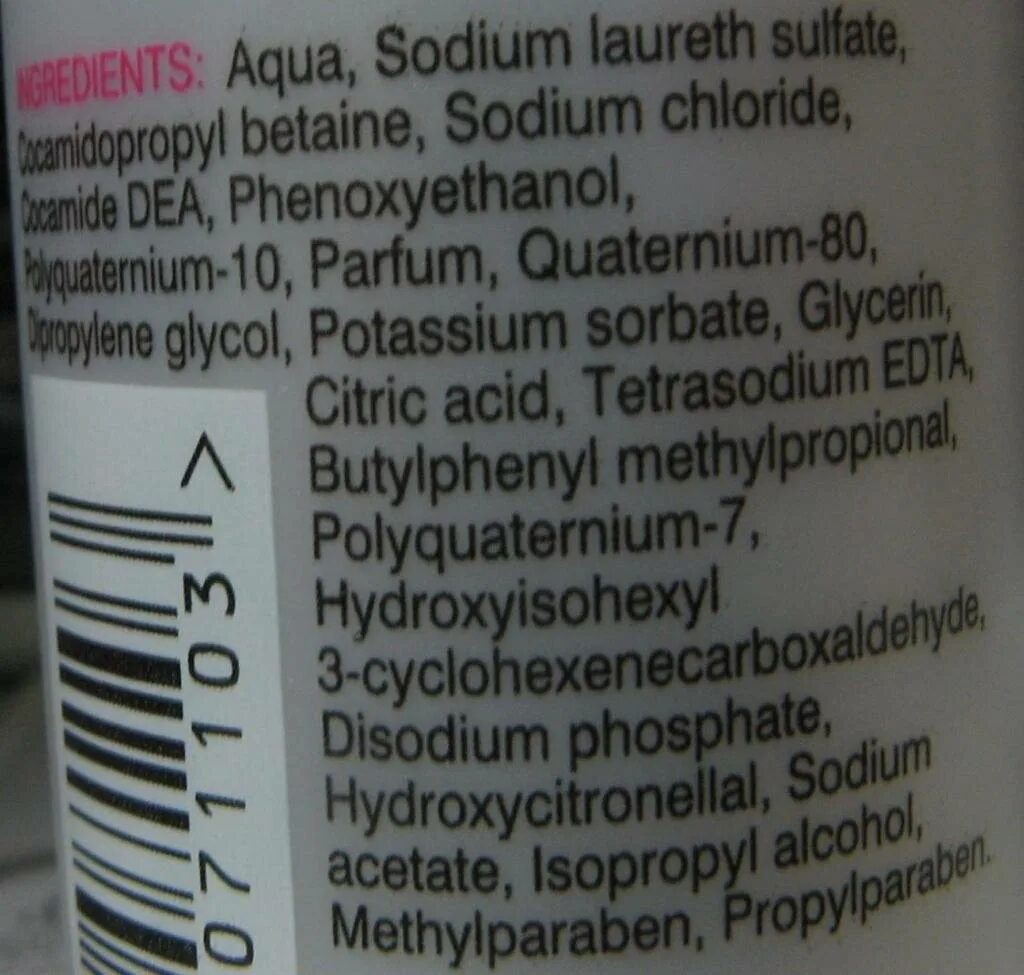 INGREDIENTS: Aqua, Sodium laureth sulfate,
Cocamidopropyl betaine, Sodium chloride,
Cocamide DEA, Phenoxyethanol,
Polyquaternium-10, Parfum, Quaternium-80,
Dipropylene glycol, Potassium sorbate, Glycerin,
Citric acid, Tetrasodium EDTA,
Butylphenyl methylpropional,
Polyquaternium-7,
Hydroxyisohexyl
3-cyclohexenecarboxaldehyde,
Disodium phosphate,
Hydroxycitronellal, Sodium
acetate, Isopropyl alcohol,
Methylparaben, Propylparaben.
071103 >